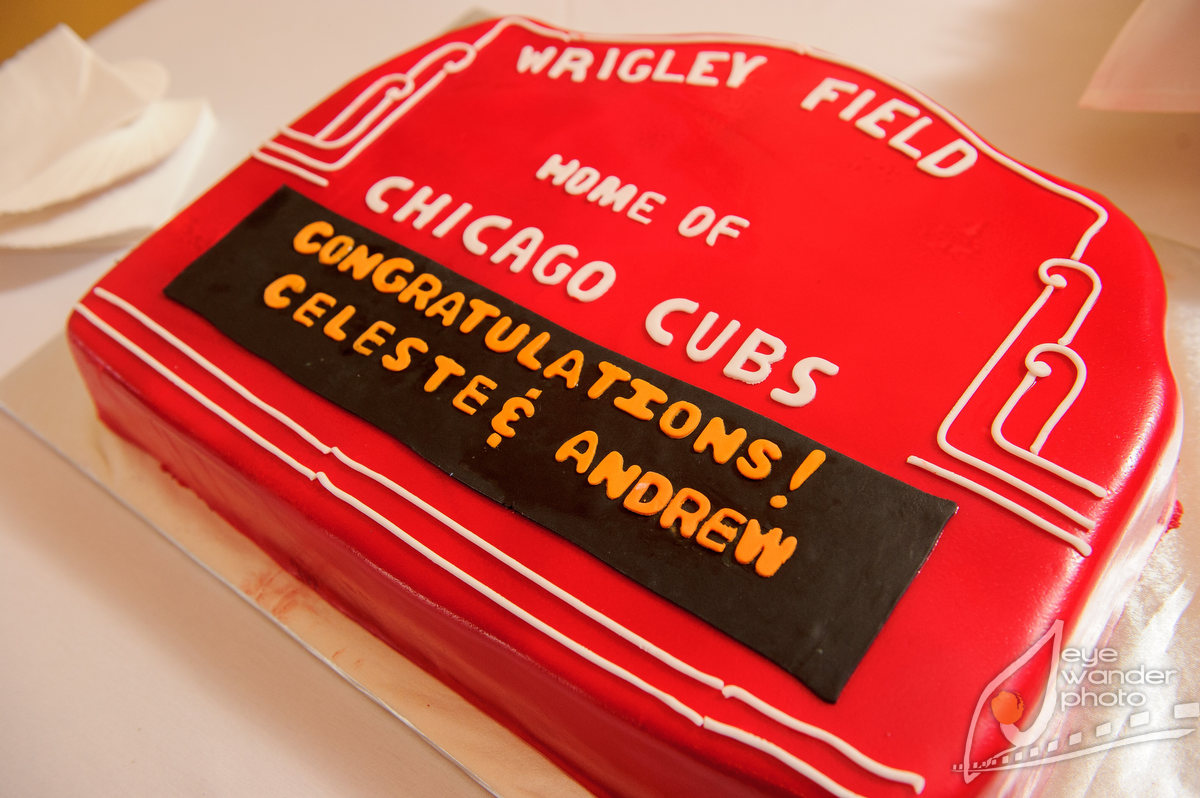 WRIGLEY FIELD
HOME OF
CHICAGO CUBS
CONGRATULATIONS!
CELESTE & ANDREW
eye
wander
photo